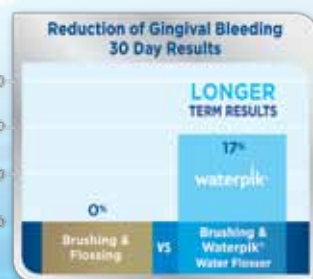 Reduction of Gingival Bleeding
30 Day Results
LONGER
TERM RESULTS
17%
waterpik®
0%
Brushing &
Flossing
VS
Brushing &
Waterpik®
Water Flosser